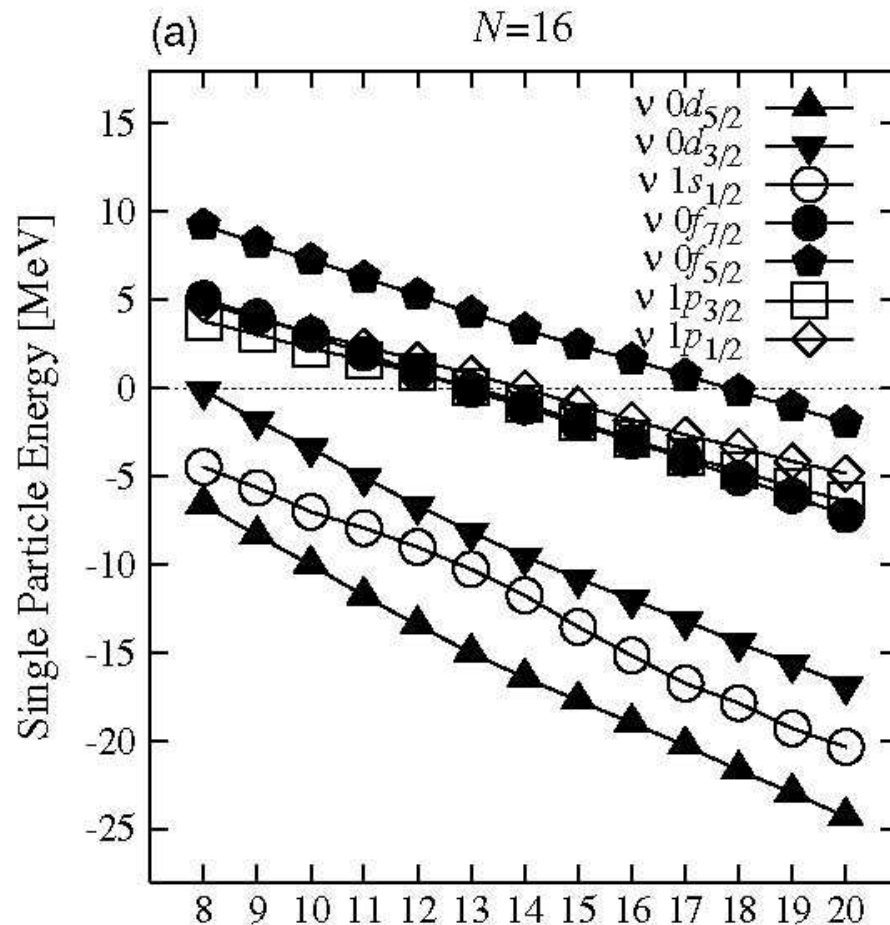 (a) N=16
ν 0d5/2
ν 0d3/2
ν 1s1/2
ν 0f7/2
ν 0f5/2
ν 1p3/2
ν 1p1/2
Single Particle Energy [MeV]
15
10
5
0
-5
-10
-15
-20
-25
8 9 10 11 12 13 14 15 16 17 18 19 20